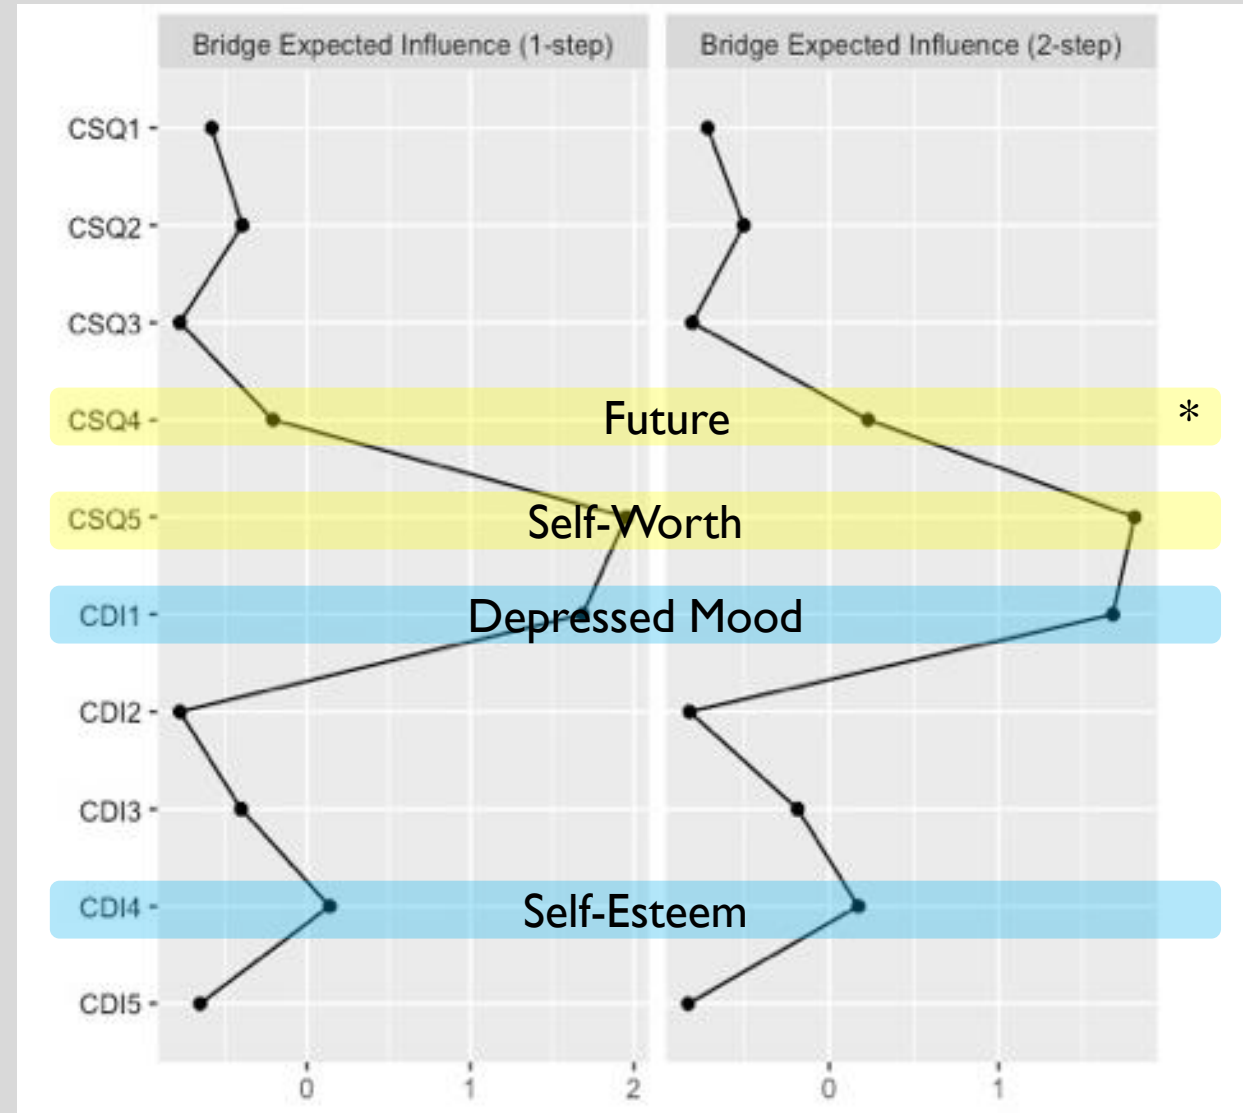 Bridge Expected Influence (1-step)
Bridge Expected Influence (2-step)
CSQ1
CSQ2
CSQ3
CSQ4 Future *
CSQ5 Self-Worth
CDI1 Depressed Mood
CDI2
CDI3
CDI4 Self-Esteem
CDI5
0 1 2
0 1